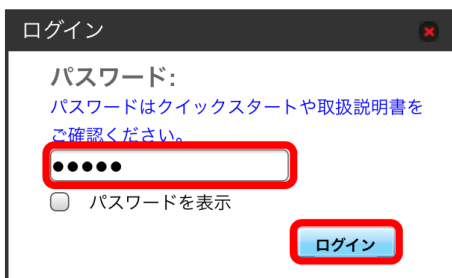 ログイン
パスワード:
パスワードはクイックスタートや取扱説明書を
ご確認ください。
●●●●●
パスワードを表示
ログイン